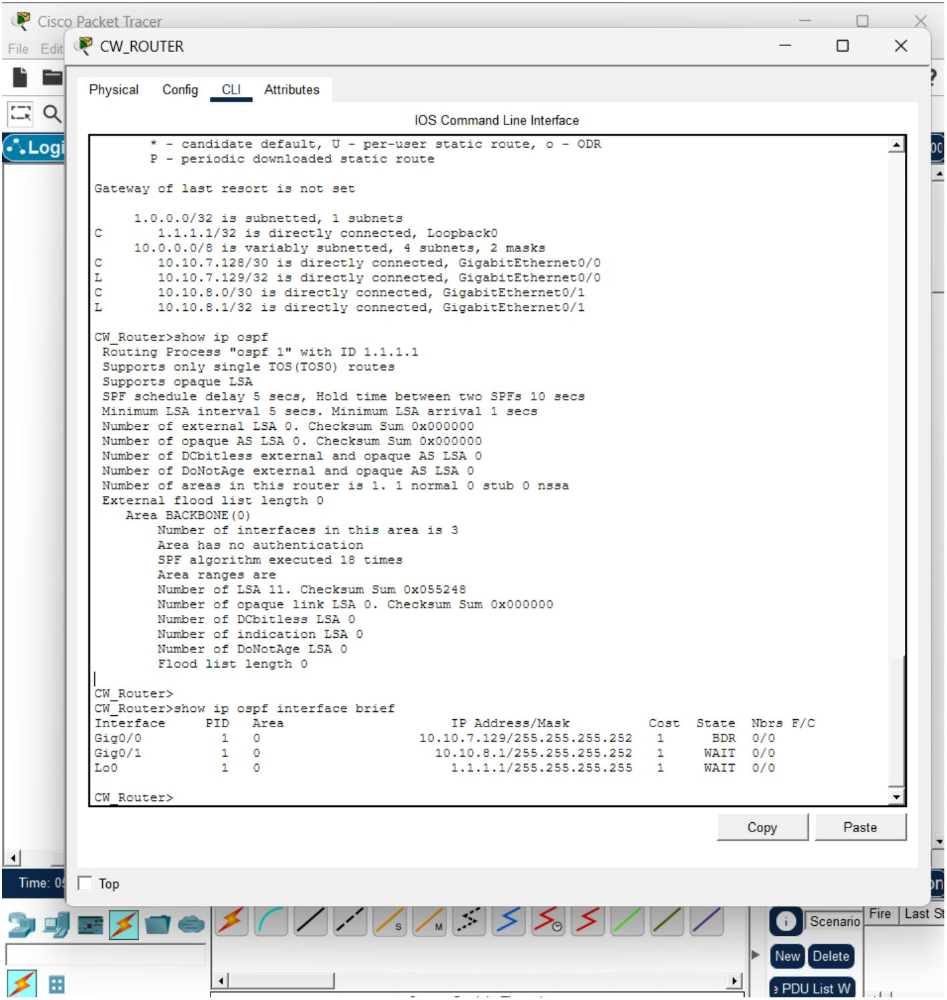 Cisco Packet Tracer
File Edit
CW_ROUTER
Physical Config CLI Attributes
IOS Command Line Interface
Logi
* - candidate default, U - per-user static route, o - ODR
P - periodic downloaded static route
Gateway of last resort is not set
1.0.0.0/32 is subnetted, 1 subnets
C 1.1.1.1/32 is directly connected, Loopback0
10.0.0.0/8 is variably subnetted, 4 subnets, 2 masks
C 10.10.7.128/30 is directly connected, GigabitEthernet0/0
L 10.10.7.129/32 is directly connected, GigabitEthernet0/0
C 10.10.8.0/30 is directly connected, GigabitEthernet0/1
L 10.10.8.1/32 is directly connected, GigabitEthernet0/1
CW_Router>show ip ospf
Routing Process "ospf 1" with ID 1.1.1.1
Supports only single TOS(TOS0) routes
Supports opaque LSA
SPF schedule delay 5 secs, Hold time between two SPFs 10 secs
Minimum LSA interval 5 secs. Minimum LSA arrival 1 secs
Number of external LSA 0. Checksum Sum 0x000000
Number of opaque AS LSA 0. Checksum Sum 0x000000
Number of DCbitless external and opaque AS LSA 0
Number of DoNotAge external and opaque AS LSA 0
Number of areas in this router is 1. 1 normal 0 stub 0 nssa
External flood list length 0
Area BACKBONE(0)
Number of interfaces in this area is 3
Area has no authentication
SPF algorithm executed 18 times
Area ranges are
Number of LSA 11. Checksum Sum 0x055248
Number of opaque link LSA 0. Checksum Sum 0x000000
Number of DCbitless LSA 0
Number of indication LSA 0
Number of DoNotAge LSA 0
Flood list length 0
CW_Router>
CW_Router>show ip ospf interface brief
Interface PID Area IP Address/Mask Cost State Nbrs F/C
Gig0/0 1 0 10.10.7.129/255.255.255.252 1 BDR 0/0
Gig0/1 1 0 10.10.8.1/255.255.255.252 1 WAIT 0/0
Lo0 1 0 1.1.1.1/255.255.255.255 1 WAIT 0/0
CW_Router>
Copy Paste
Time: 0
Top
Scenario
Fire Last St
New Delete
PDU List W